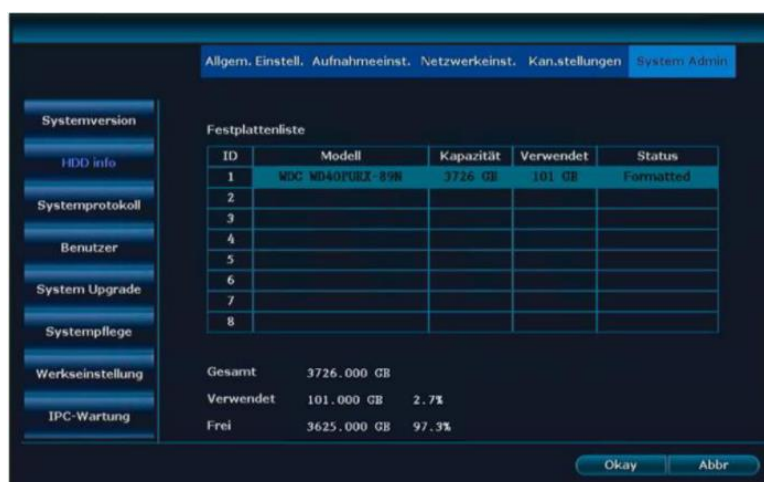 Allgem. Einstell. Aufnahmeeinst. Netzwerkeinst. Kan.stellungen System Admin
Systemversion
HDD info
Systemprotokoll
Benutzer
System Upgrade
Systempflege
Werkseinstellung
IPC-Wartung
Festplattenliste
ID Modell Kapazität Verwendet Status
1 WDC WD40PURX-89N 3726 GB 101 GB Formatted
2
3
4
5
6
7
8
Gesamt 3726.000 GB
Verwendet 101.000 GB 2.7%
Frei 3625.000 GB 97.3%
Okay Abbr